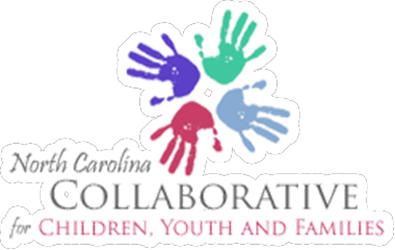 North Carolina
COLLABORATIVE
for CHILDREN, YOUTH AND FAMILIES